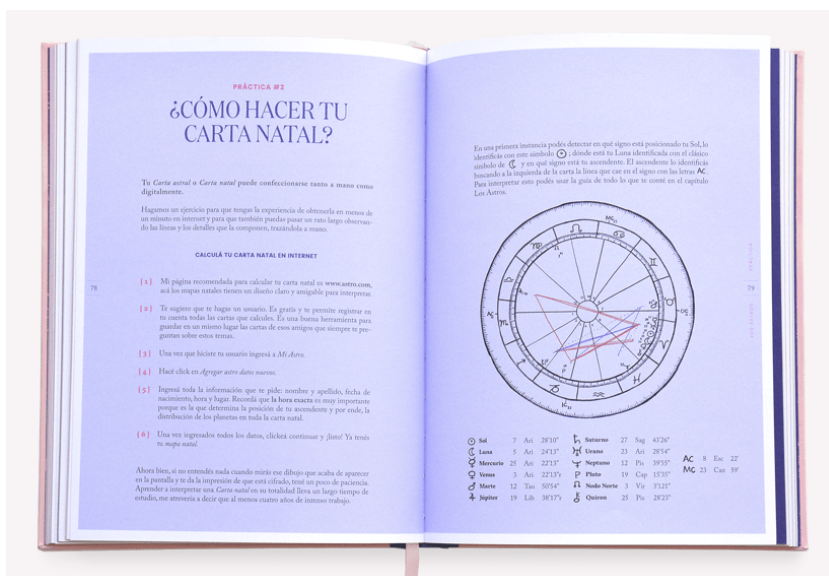 PRÁCTICA #2
¿CÓMO HACER TU
CARTA NATAL?
Tu Carta astral o Carta natal puede confeccionarse tanto a mano como
digitalmente.
Hagamos un ejercicio para que tengas la experiencia de obtenerla en menos de
un minuto en internet y para que también puedas pasar un rato largo observan-
do las líneas y los detalles que la componen, trazándola a mano.
CALCULÁ TU CARTA NATAL EN INTERNET
[1] Mi página recomendada para calcular tu carta natal es www.astro.com,
acá los mapas natales tienen un diseño claro y amigable para interpretar.
[2] Te sugiero que te hagas un usuario. Es gratis y te permite registrar en
tu cuenta todas las cartas que calcules. Es una buena herramienta para
guardar en un mismo lugar las cartas de esos amigos que siempre te pre-
guntan sobre estos temas.
[3] Una vez que hiciste tu usuario ingresá a Mi Astro.
[4] Hacé click en Agregar astro datos nuevos.
[5] Ingresá toda la información que te pide: nombre y apellido, fecha de
nacimiento, hora y lugar. Recordá que la hora exacta es muy importante
porque es la que determina la posición de tu ascendente y por ende, la
distribución de los planetas en toda la carta natal.
[6] Una vez ingresados todos los datos, clickeá continuar y ¡listo! Ya tenés
tu mapa natal.
Ahora bien, si no entendés nada cuando mirás ese dibujo que acaba de aparecer
en la pantalla y te da la impresión de que está cifrado, tené un poco de paciencia.
Aprender a interpretar una Carta natal en su totalidad lleva un largo tiempo de
estudio, me atrevería a decir que al menos cuatro años de intenso trabajo.
78
En una primera instancia podés detectar en qué signo está posicionado tu Sol, lo
identificás con este símbolo ☉; dónde está tu Luna identificada con el clásico
símbolo de ☾ y en qué signo está tu ascendente. El ascendente lo identificás
buscando a la izquierda de la carta la línea que cae en el signo con las letras AC.
Para interpretar esto podés usar la guía de todo lo que te conté en el capítulo
Los Astros.
79
☉ Sol 7 Ari 28'10"
☾ Luna 5 Ari 24'13"
☿ Mercurio 25 Ari 22'13"
♀ Venus 3 Ari 22'13"r
♂ Marte 12 Tau 50'54"
♃ Júpiter 19 Lib 38'17"r
♄ Saturno 27 Sag 43'26"
♅ Urano 23 Ari 28'54"
♆ Neptuno 12 Pis 39'55"
P Pluto 19 Cap 15'35"
☊ Nodo Norte 3 Vir 3'121"
⚷ Quiron 25 Pis 28'23"
AC 8 Esc 22'
MC 23 Can 59'